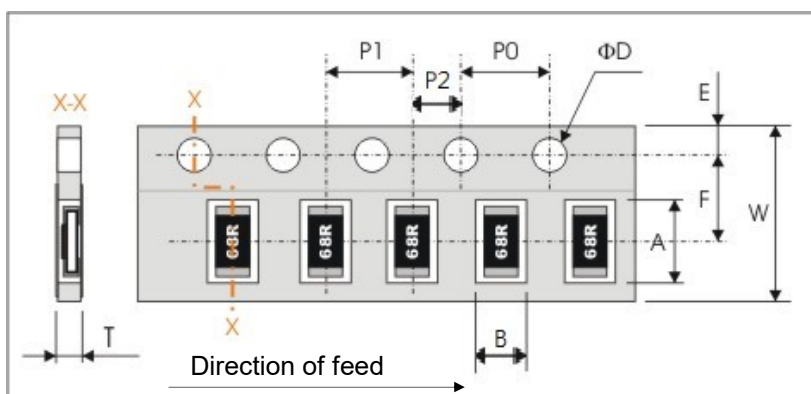 P1
P0
ΦD
P2
E
X-X
X
F
W
A
68R
68R
68R
68R
68R
X
T
B
Direction of feed